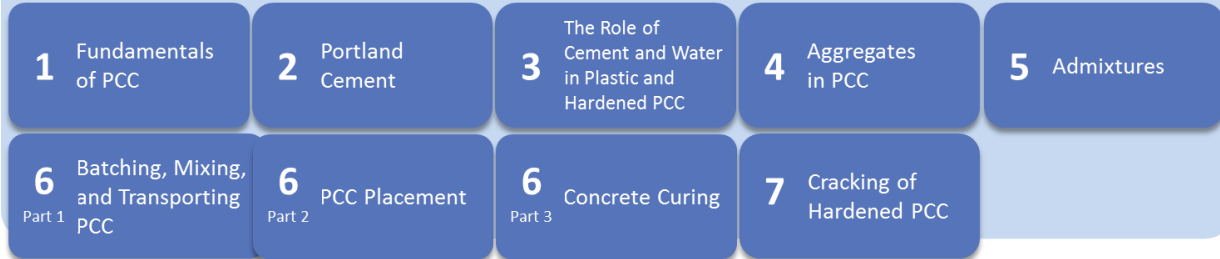 1
Fundamentals
of PCC
2
Portland
Cement
3
The Role of
Cement and Water
in Plastic and
Hardened PCC
4
Aggregates
in PCC
5
Admixtures
6
Part 1
Batching, Mixing,
and Transporting
PCC
6
Part 2
PCC Placement
6
Part 3
Concrete Curing
7
Cracking of
Hardened PCC